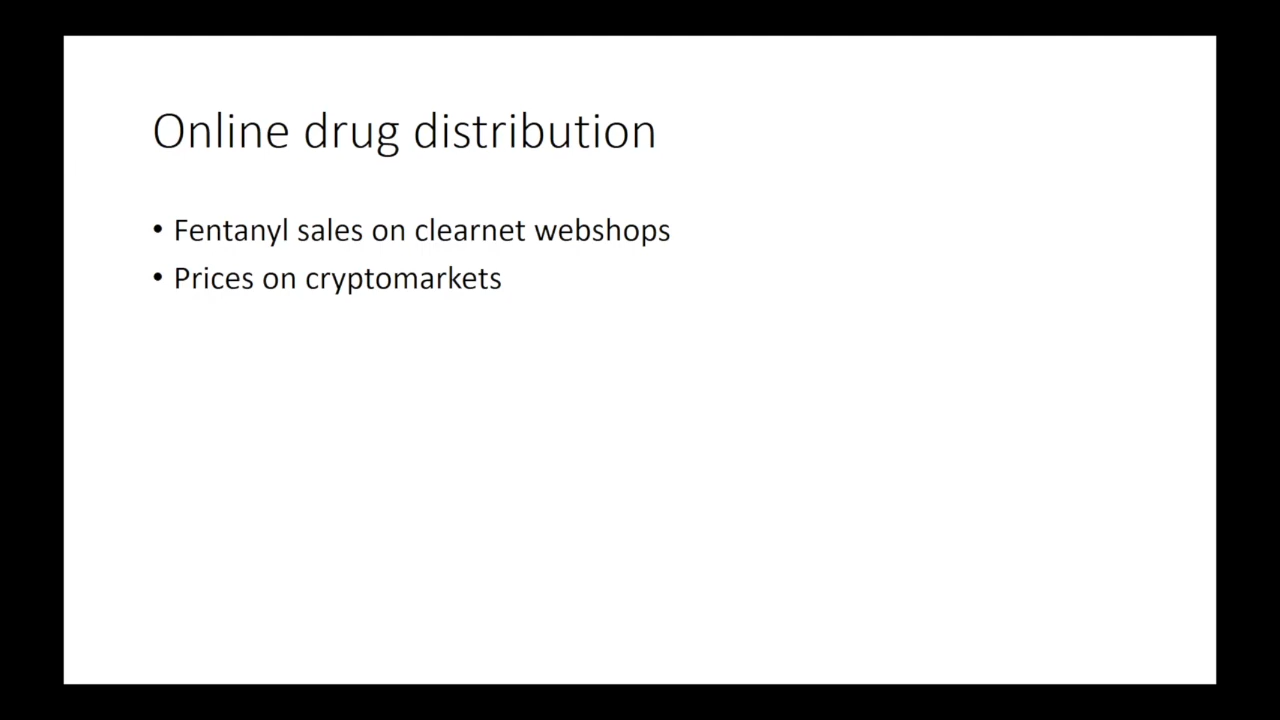 Online drug distribution
• Fentanyl sales on clearnet webshops
• Prices on cryptomarkets